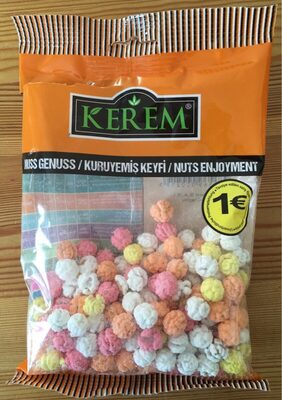 KEREM®
NUSS GENUSS / KURUYEMİŞ KEYFİ / NUTS ENJOYMENT
1€